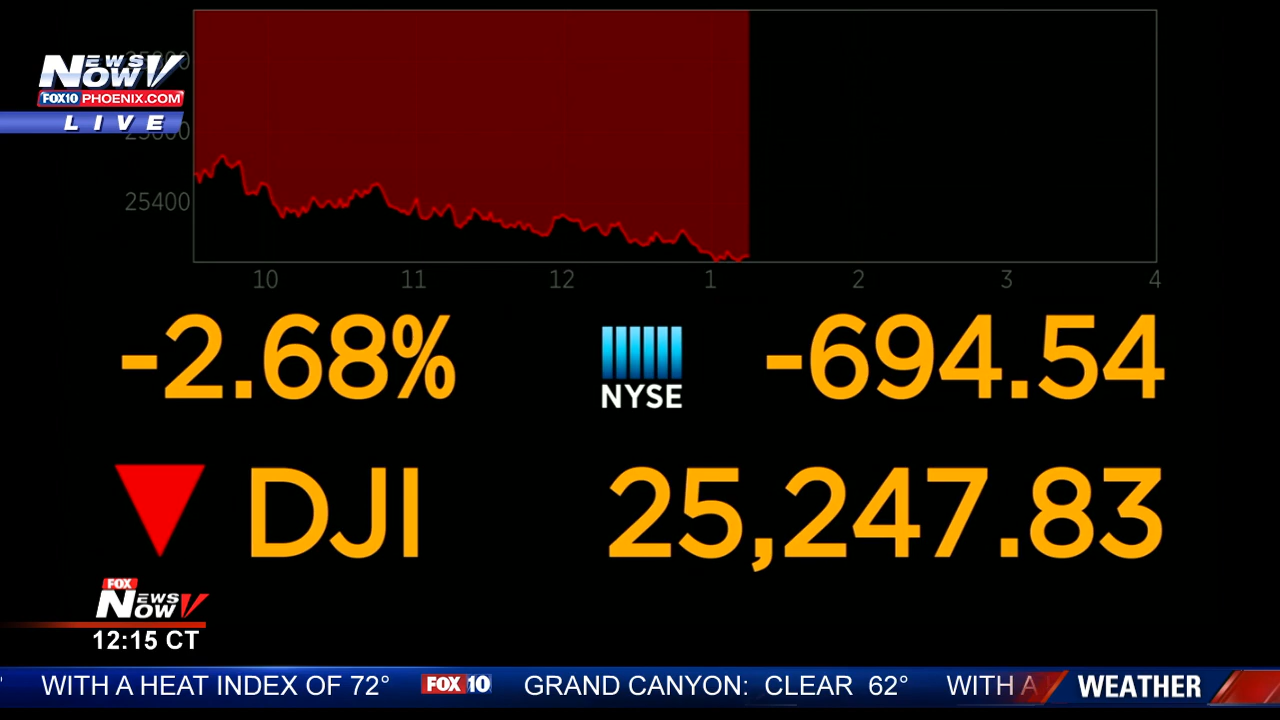 NEWS
NOW
FOX10 PHOENIX.COM
LIVE
25400
10 11 12 1 2 3 4
-2.68%
NYSE
-694.54
DJI
25,247.83
FOX
NEWS
NOW
12:15 CT
WITH A HEAT INDEX OF 72° FOX 10 GRAND CANYON: CLEAR 62° WITH A WEATHER